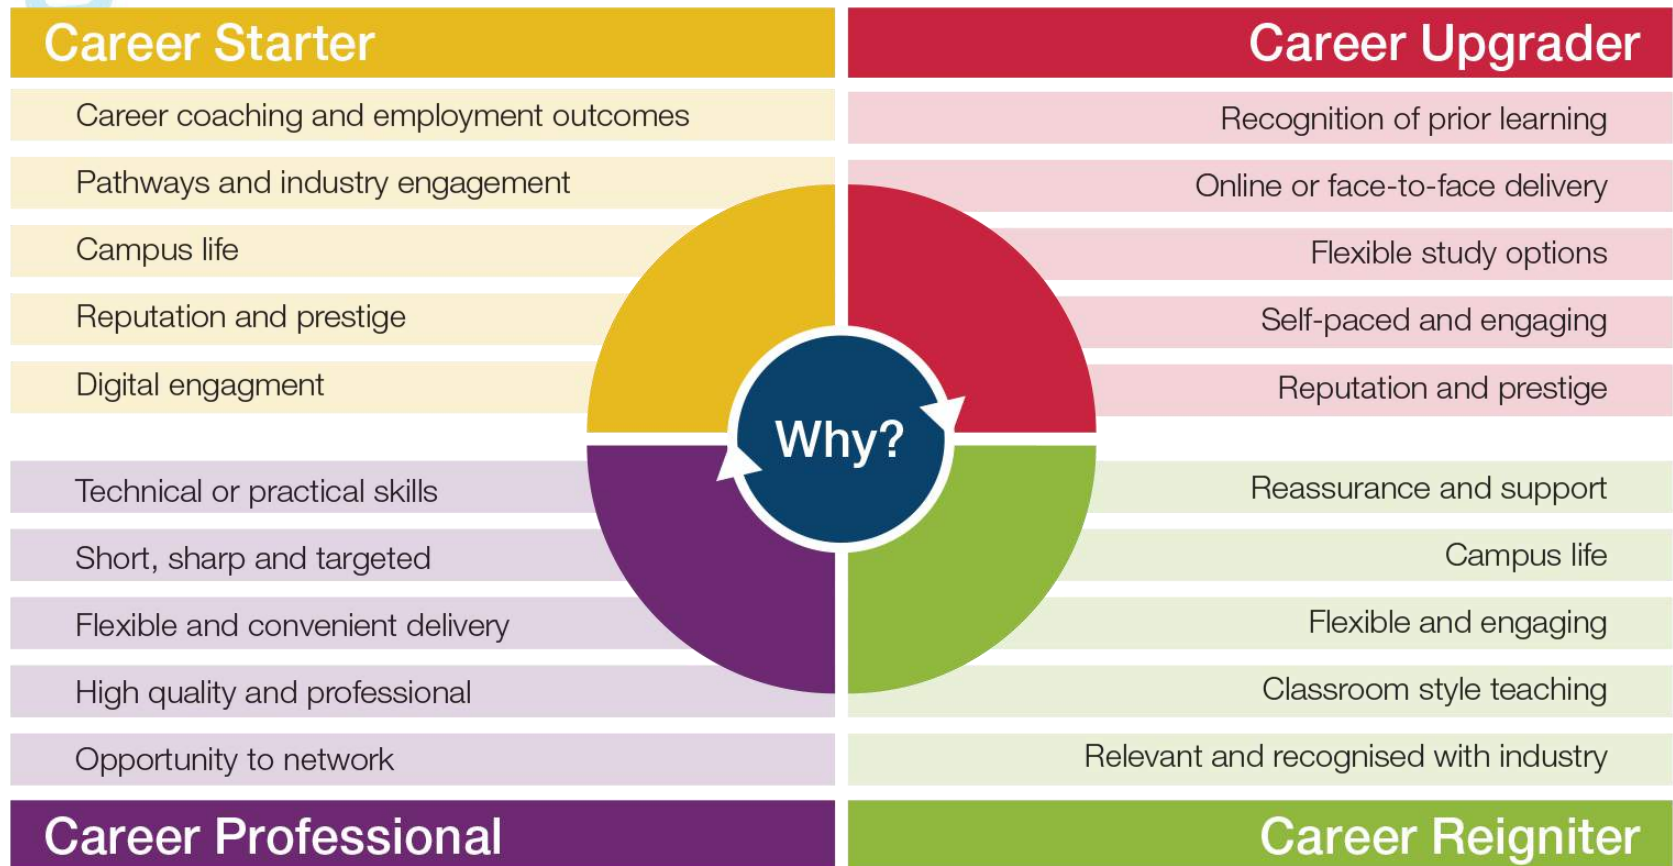 Career Starter
Career coaching and employment outcomes
Pathways and industry engagement
Campus life
Reputation and prestige
Digital engagment
Career Upgrader
Recognition of prior learning
Online or face-to-face delivery
Flexible study options
Self-paced and engaging
Reputation and prestige
Why?
Technical or practical skills
Short, sharp and targeted
Flexible and convenient delivery
High quality and professional
Opportunity to network
Career Professional
Reassurance and support
Campus life
Flexible and engaging
Classroom style teaching
Relevant and recognised with industry
Career Reigniter